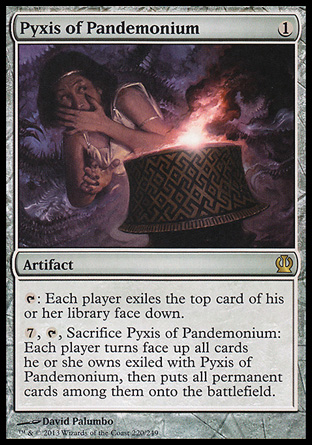 Pyxis of Pandemonium 1
Artifact
: Each player exiles the top card of his
or her library face down.
7, , Sacrifice Pyxis of Pandemonium:
Each player turns face up all cards
he or she owns exiled with Pyxis of
Pandemonium, then puts all permanent
cards among them onto the battlefield.
David Palumbo
™ & © 2013 Wizards of the Coast 220/249